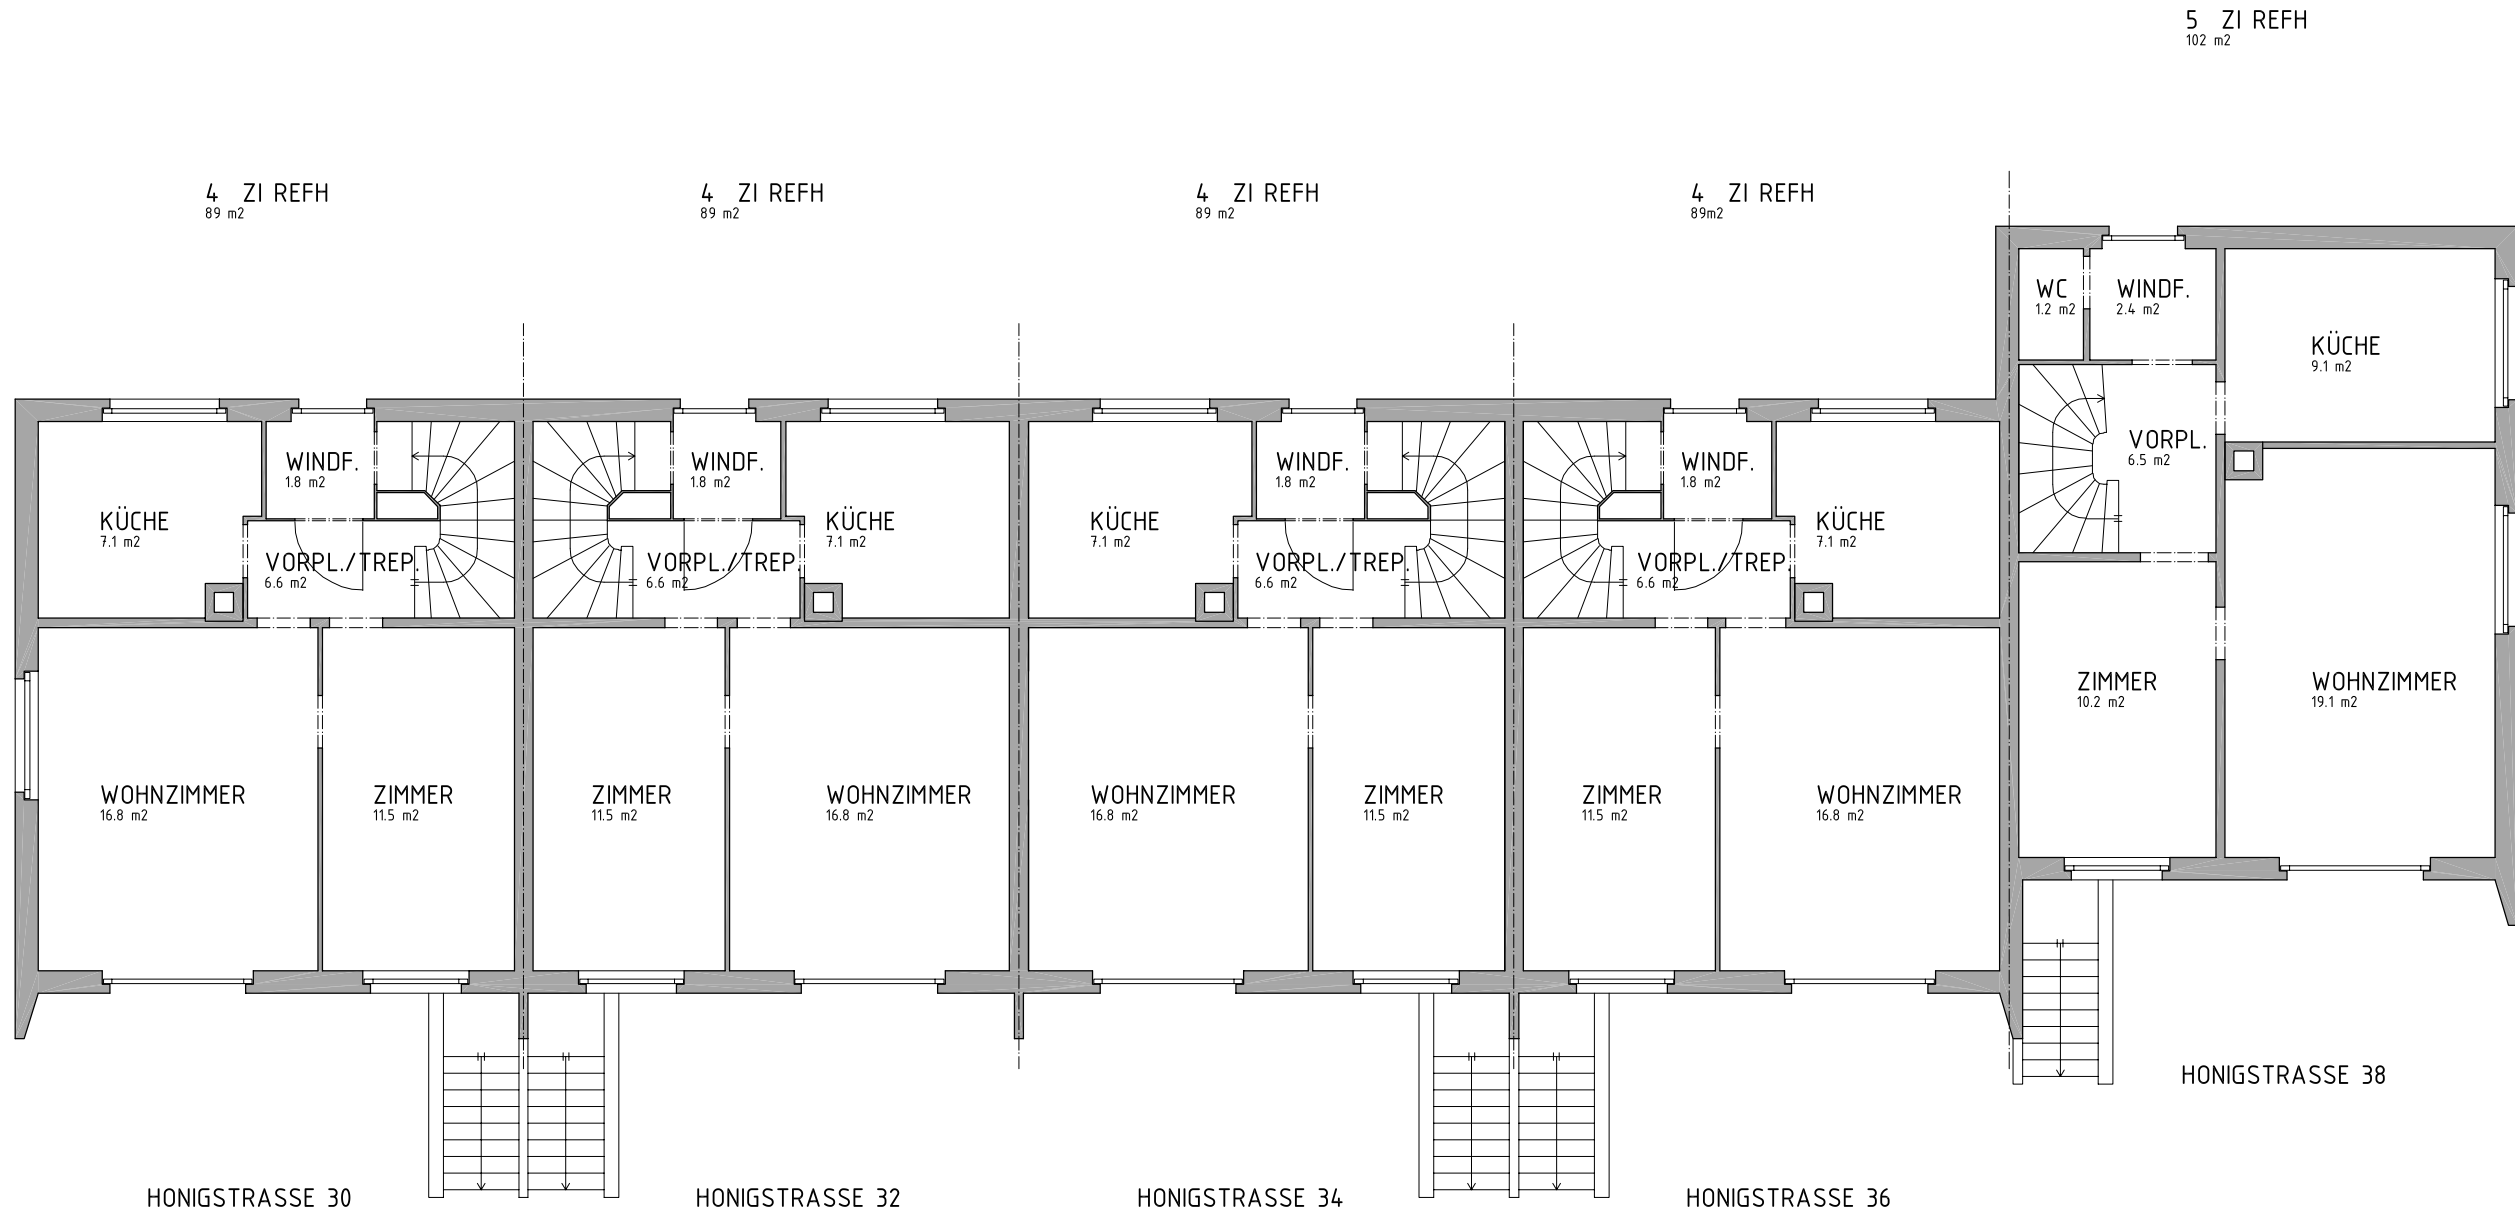 5 ZI REFH
102 m2
4 ZI REFH
89 m2
4 ZI REFH
89 m2
4 ZI REFH
89 m2
4 ZI REFH
89m2
WC
1.2 m2
WINDF.
2.4 m2
KÜCHE
9.1 m2
VORPL.
6.5 m2
WINDF.
1.8 m2
WINDF.
1.8 m2
WINDF.
1.8 m2
WINDF.
1.8 m2
KÜCHE
7.1 m2
KÜCHE
7.1 m2
KÜCHE
7.1 m2
KÜCHE
7.1 m2
VORPL./TREP.
6.6 m2
VORPL./TREP.
6.6 m2
VORPL./TREP.
6.6 m2
VORPL./TREP.
6.6 m2
ZIMMER
10.2 m2
WOHNZIMMER
19.1 m2
WOHNZIMMER
16.8 m2
ZIMMER
11.5 m2
ZIMMER
11.5 m2
WOHNZIMMER
16.8 m2
WOHNZIMMER
16.8 m2
ZIMMER
11.5 m2
ZIMMER
11.5 m2
WOHNZIMMER
16.8 m2
HONIGSTRASSE 38
HONIGSTRASSE 30
HONIGSTRASSE 32
HONIGSTRASSE 34
HONIGSTRASSE 36